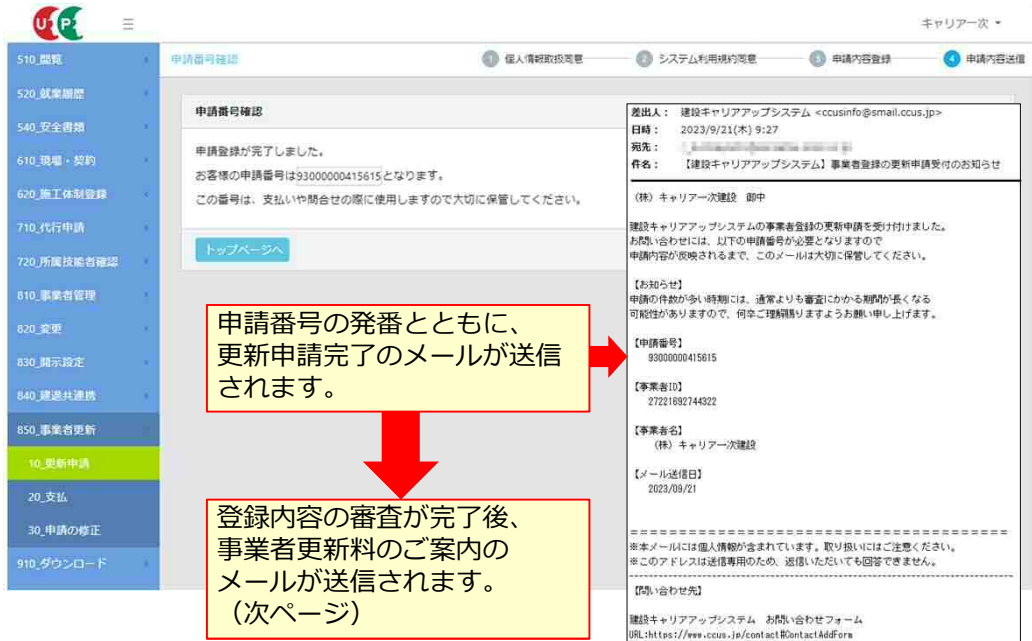 キャリア一次
510_閲覧
520_就業履歴
540_安全書類
610_現場・契約
620_施工体制登録
710_代行申請
720_所属技能者確認
810_事業者管理
820_変更
830_開示設定
840_建退共連携
850_事業者更新
10_更新申請
20_支払
30_申請の修正
910_ダウンロード
申請番号確認
1 個人情報取扱同意
2 システム利用規約同意
3 申請内容登録
4 申請内容送信
申請番号確認
申請登録が完了しました。
お客様の申請番号は93000000415615となります。
この番号は、支払いや問合せの際に使用しますので大切に保管してください。
トップページへ
申請番号の発番とともに、
更新申請完了のメールが送信
されます。
登録内容の審査が完了後、
事業者更新料のご案内の
メールが送信されます。
（次ページ）
差出人： 建設キャリアアップシステム <ccusinfo@smail.ccus.jp>
日時： 2023/9/21(木) 9:27
宛先：
件名： 【建設キャリアアップシステム】事業者登録の更新申請受付のお知らせ
（株）キャリア一次建設 御中
建設キャリアアップシステムの事業者登録の更新申請を受け付けました。
お問い合わせには、以下の申請番号が必要となりますので
申請内容が反映されるまで、このメールは大切に保管してください。
【お知らせ】
申請の件数が多い時期には、通常よりも審査にかかる期間が長くなる
可能性がありますので、何卒ご理解賜りますようお願い申し上げます。
【申請番号】
93000000415615
【事業者ID】
27221692744322
【事業者名】
（株）キャリア一次建設
【メール送信日】
2023/09/21
※本メールには個人情報が含まれています。取り扱いにはご注意ください。
※このアドレスは送信専用のため、返信いただいても回答できません。
【問い合わせ先】
建設キャリアアップシステム お問い合わせフォーム
URL:https://www.ccus.jp/contact#ContactAddForm